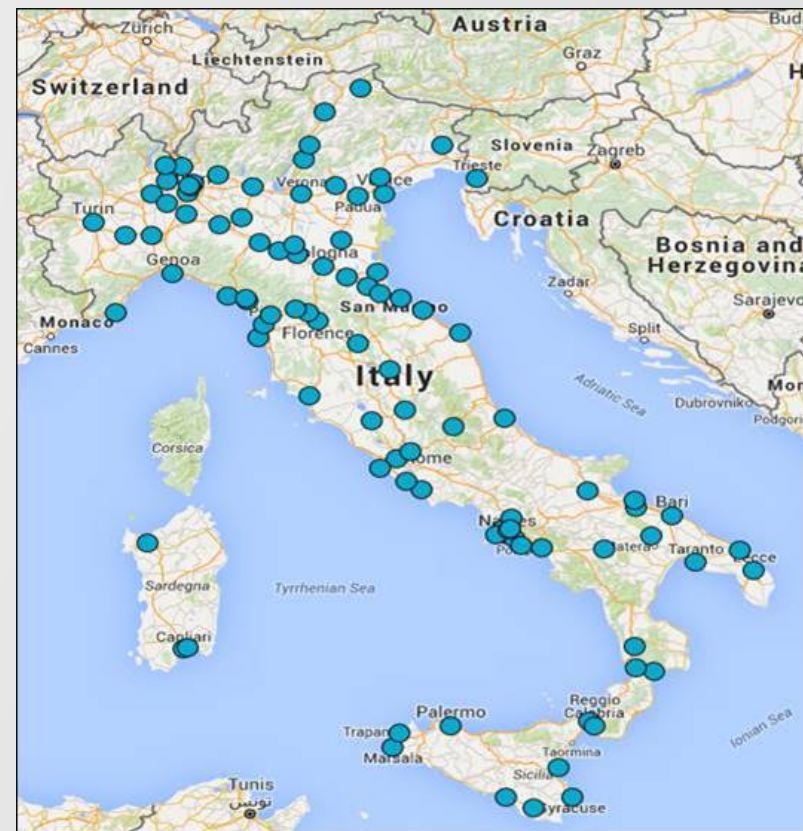 Zürich
Austria
Bud
Liechtenstein
Graz
Switzerland
H
Slovenia
Zagreb
Trieste
Verona
Venice
Padua
Turin
Croatia
Bologna
Genoa
Bosnia and
Herzegovina
San Marino
Zadar
Sarajevo
Monaco
Florence
Split
Cannes
Italy
Adriatic Sea
Mon
Dubrovnik
Corsica
Podgori
Rome
Bari
Naples
Matera
Taranto
Lecce
Sardegna
Tyrrhenian Sea
Cagliari
Reggio
Calabria
Palermo
Trapan
Ionian Sea
Marsala
Taormina
Sicilia
Tunis
تونس
Syracuse